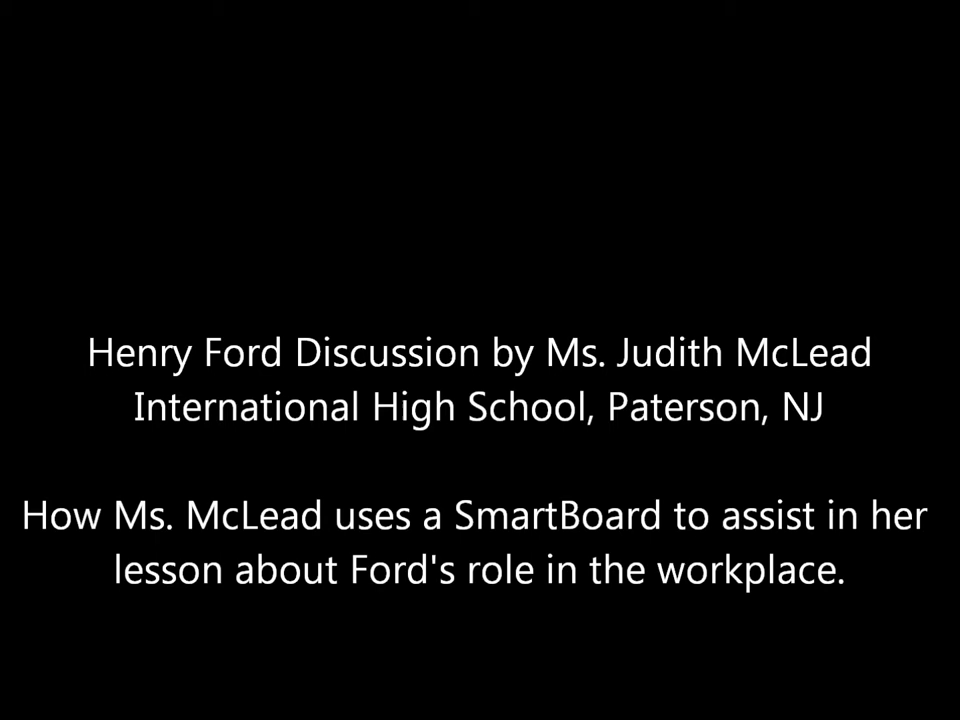 Henry Ford Discussion by Ms. Judith McLead
International High School, Paterson, NJ
How Ms. McLead uses a SmartBoard to assist in her
lesson about Ford's role in the workplace.